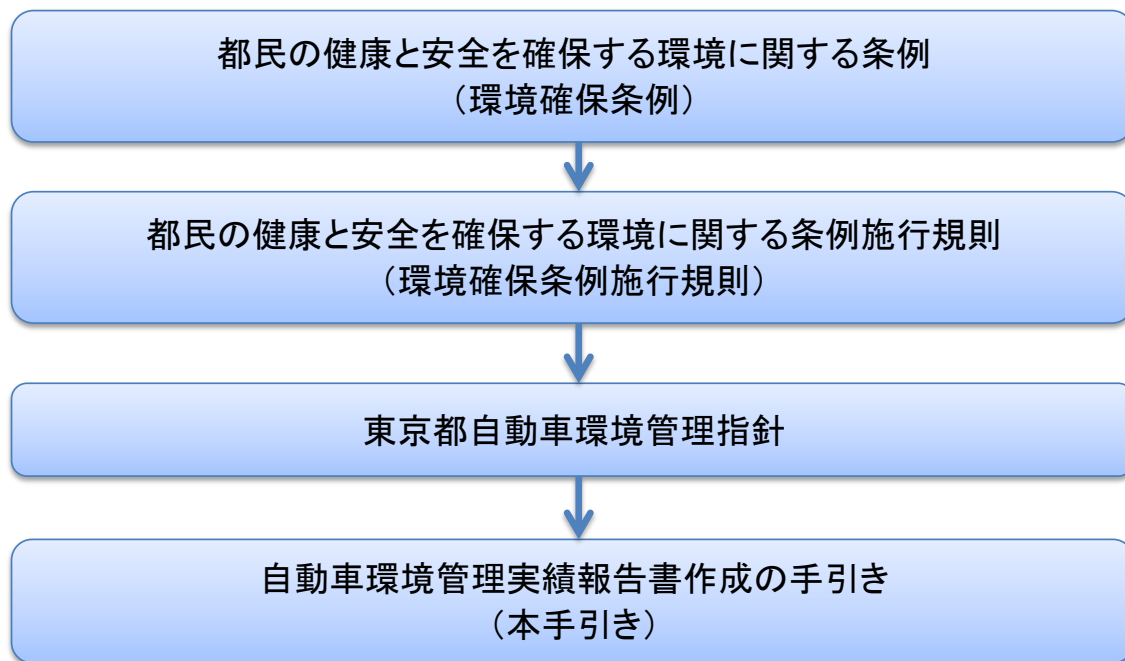 都民の健康と安全を確保する環境に関する条例
（環境確保条例）
都民の健康と安全を確保する環境に関する条例施行規則
（環境確保条例施行規則）
東京都自動車環境管理指針
自動車環境管理実績報告書作成の手引き
（本手引き）